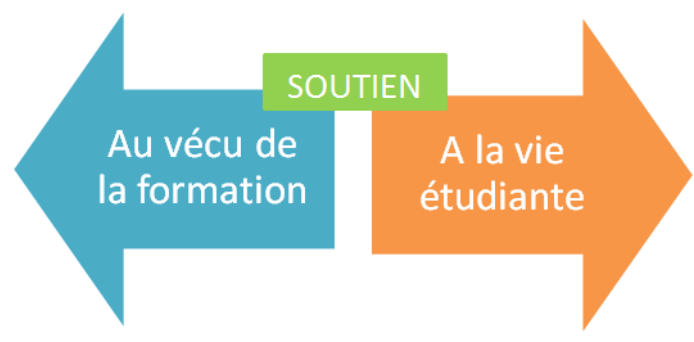 SOUTIEN
Au vécu de
la formation
A la vie
étudiante